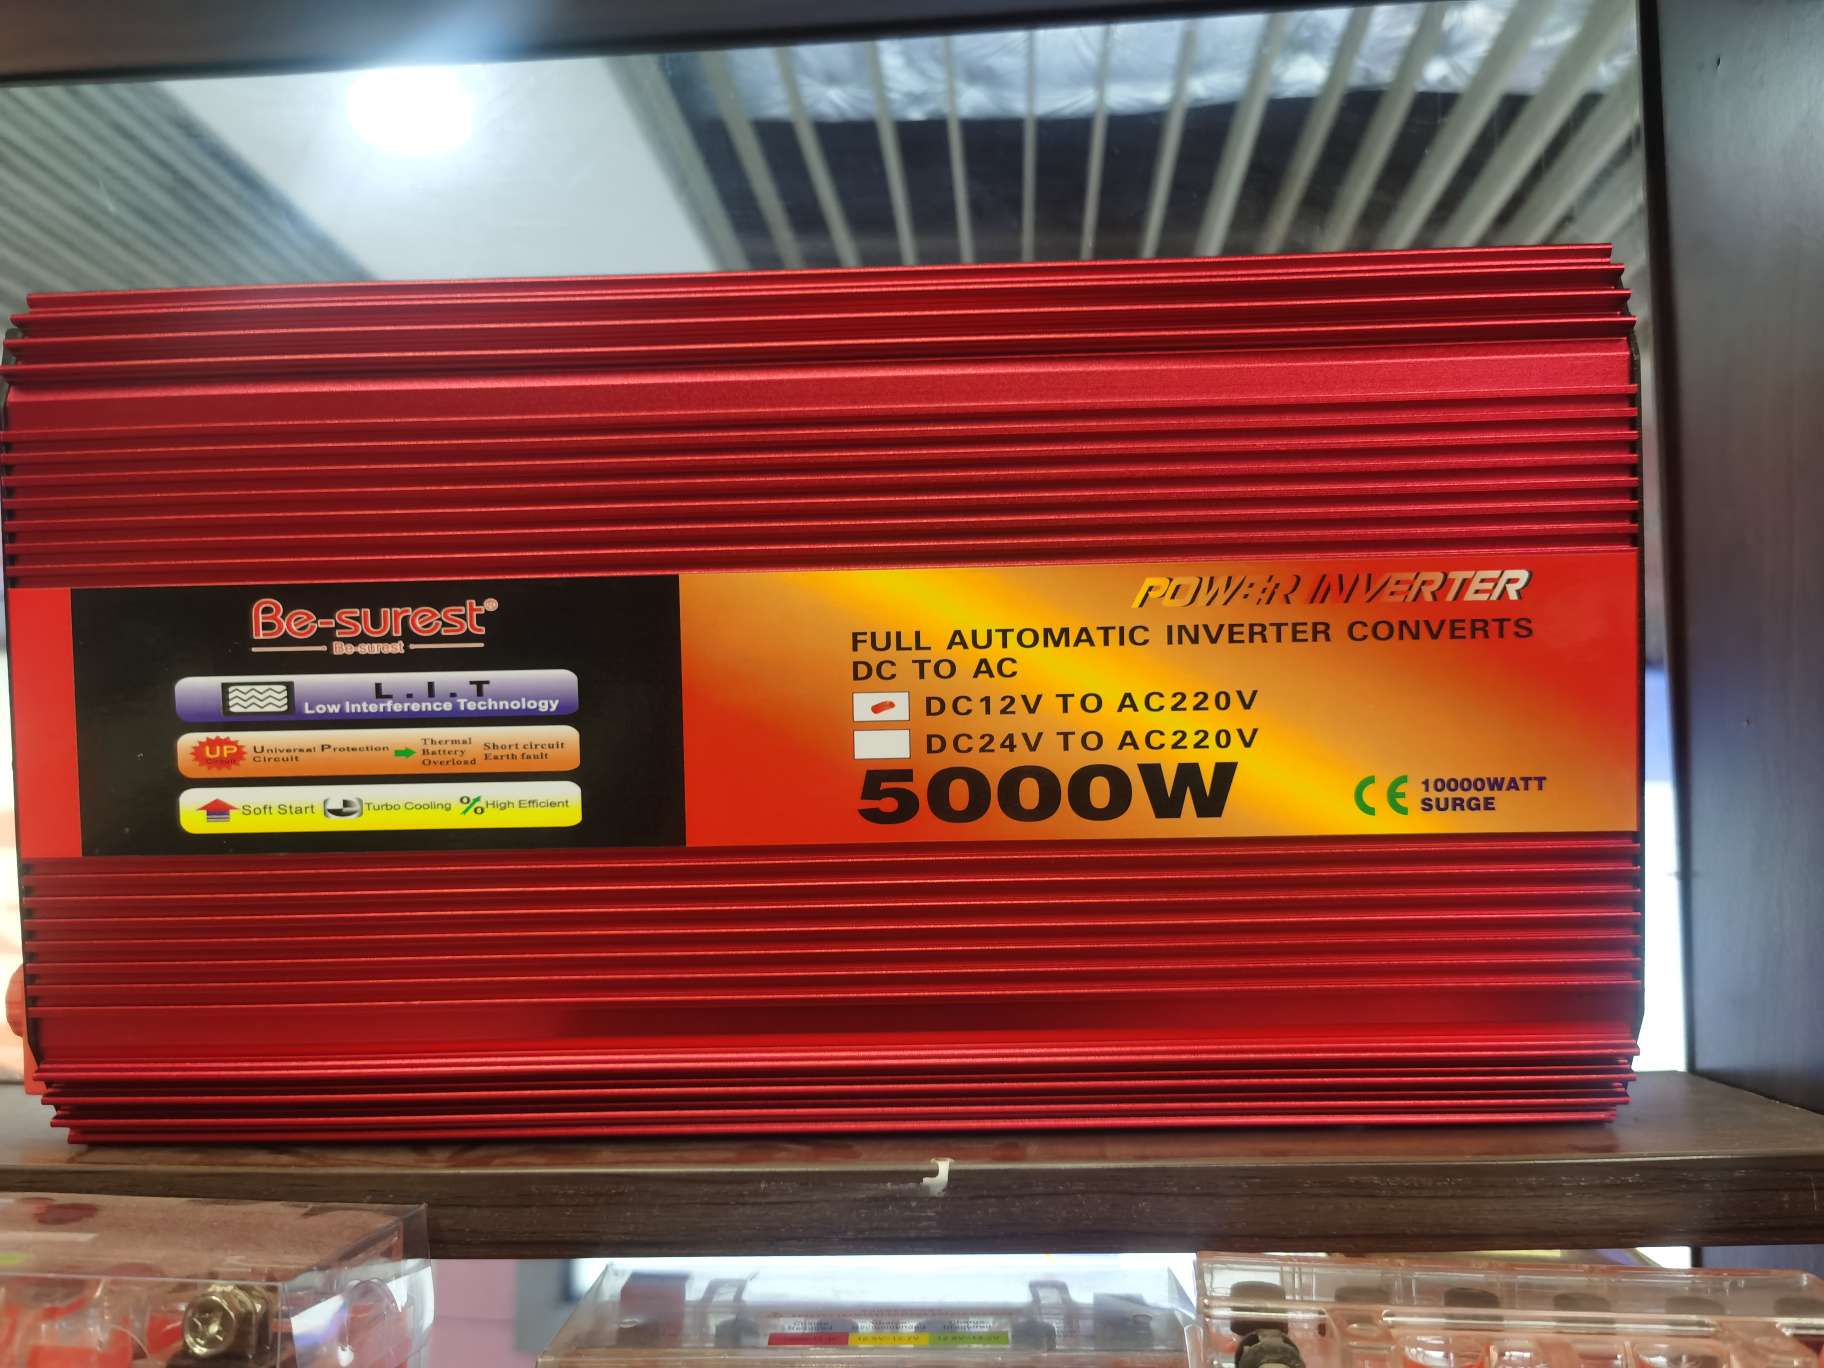 Be-surest®
Be-surest
L.I.T
Low Interference Technology
UP
Circuit
Universal Protection
Circuit
Thermal
Battery
Overload
Short circuit
Earth fault
Soft Start
Turbo Cooling
High Efficient
POWER INVERTER
FULL AUTOMATIC INVERTER CONVERTS
DC TO AC
DC12V TO AC220V
DC24V TO AC220V
5000W
CE
10000WATT
SURGE